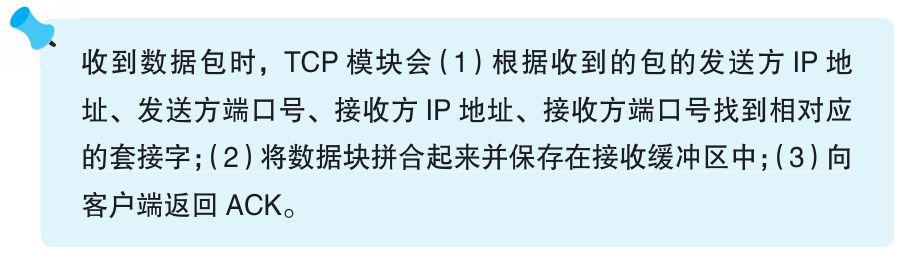 收到数据包时，TCP 模块会（1）根据收到的包的发送方 IP 地
址、发送方端口号、接收方 IP 地址、接收方端口号找到相对应
的套接字；（2）将数据块拼合起来并保存在接收缓冲区中；（3）向
客户端返回 ACK。